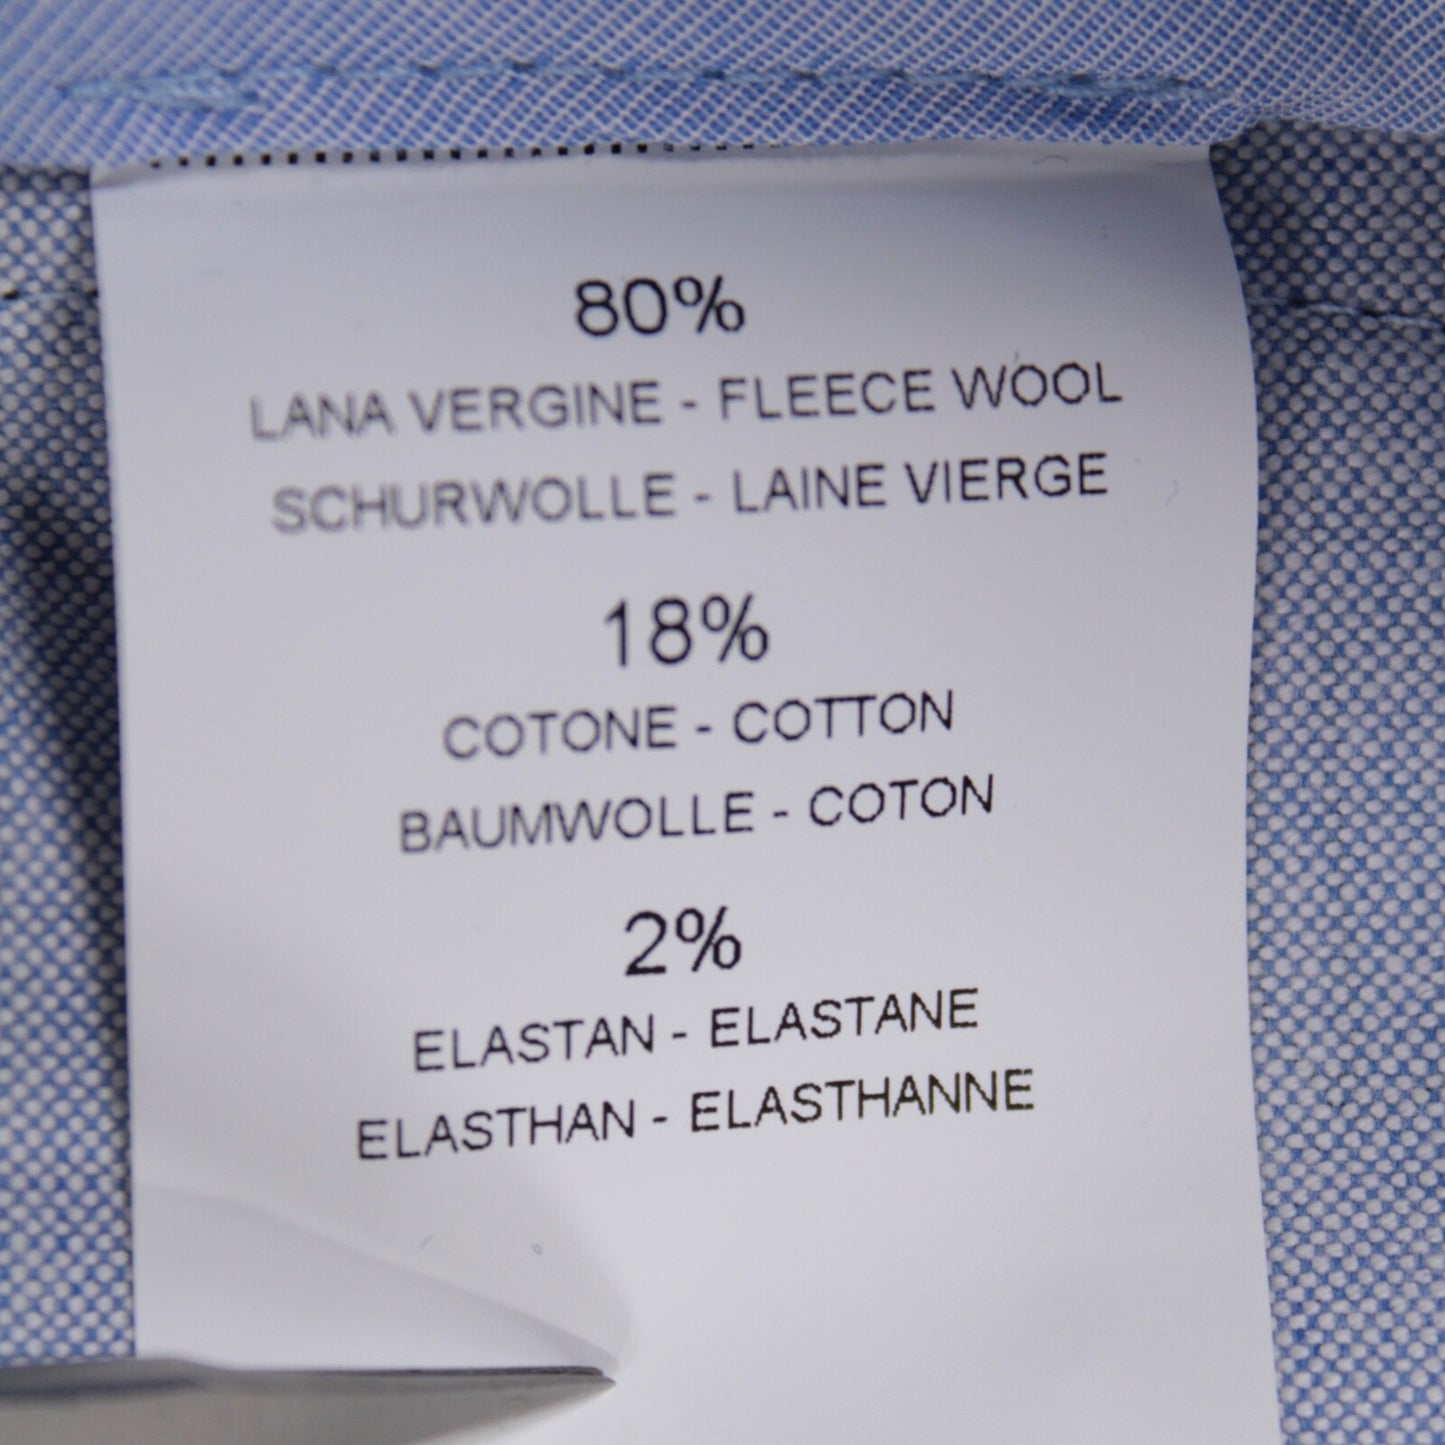 80%
LANA VERGINE - FLEECE WOOL
SCHURWOLLE - LAINE VIERGE
18%
COTONE - COTTON
BAUMWOLLE - COTON
2%
ELASTAN - ELASTANE
ELASTHAN - ELASTHANNE